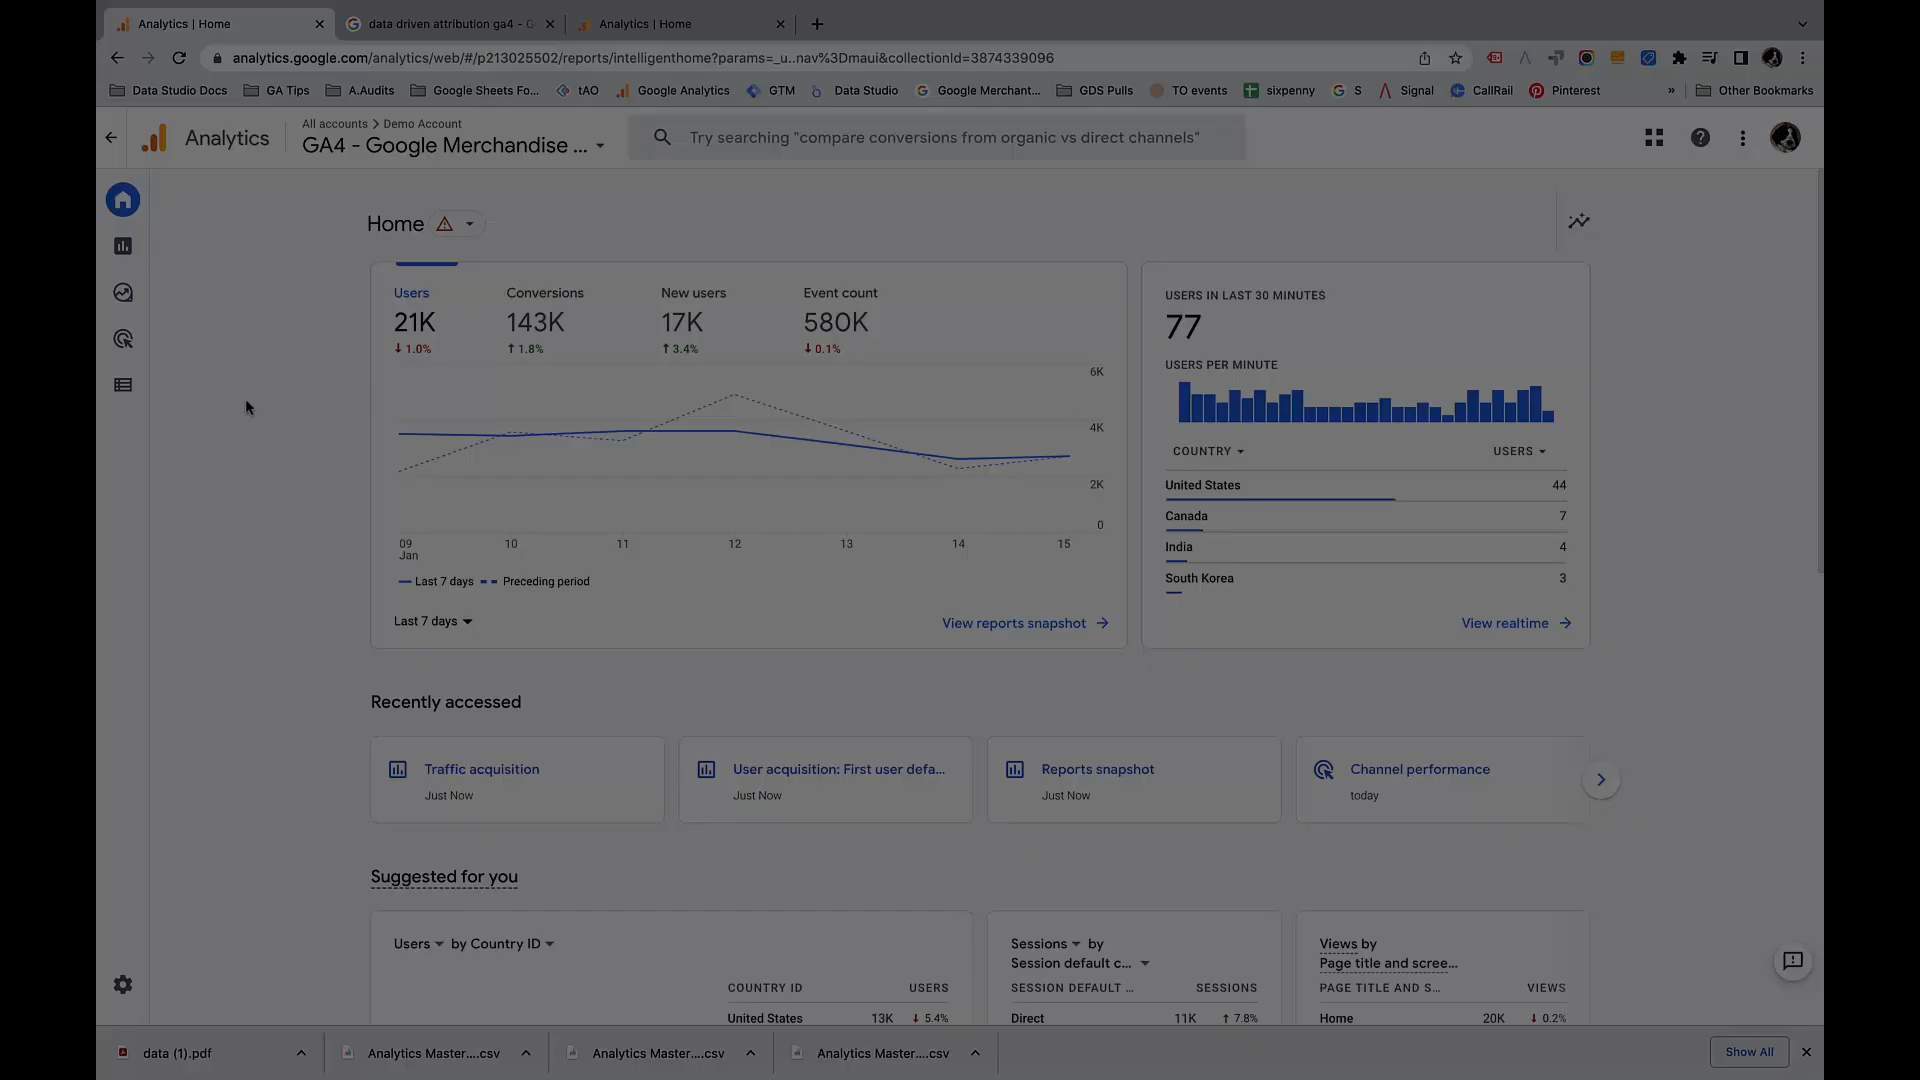 Analytics | Home
data driven attribution ga4 - G
Analytics | Home
analytics.google.com/analytics/web/#/p213025502/reports/intelligenthome?params=_u..nav%3Dmaui&collectionId=3874339096
Data Studio Docs
GA Tips
A.Audits
Google Sheets Fo...
tAO
Google Analytics
GTM
Data Studio
Google Merchant...
GDS Pulls
TO events
sixpenny
S
Signal
CallRail
Pinterest
»
Other Bookmarks
Analytics
All accounts > Demo Account
GA4 - Google Merchandise ...
Try searching "compare conversions from organic vs direct channels"
Home
Users
21K
↓ 1.0%
Conversions
143K
↑ 1.8%
New users
17K
↑ 3.4%
Event count
580K
↓ 0.1%
6K
4K
2K
0
09
Jan
10
11
12
13
14
15
Last 7 days
Preceding period
Last 7 days
View reports snapshot
USERS IN LAST 30 MINUTES
77
USERS PER MINUTE
COUNTRY
USERS
United States 44
Canada 7
India 4
South Korea 3
View realtime
Recently accessed
Traffic acquisition
Just Now
User acquisition: First user defa...
Just Now
Reports snapshot
Just Now
Channel performance
today
Suggested for you
Users by Country ID
COUNTRY ID USERS
United States 13K ↓ 5.4%
Sessions by
Session default c...
SESSION DEFAULT ... SESSIONS
Direct 11K ↑ 7.8%
Views by
Page title and scree...
PAGE TITLE AND S... VIEWS
Home 20K ↓ 0.2%
data (1).pdf
Analytics Master....csv
Analytics Master....csv
Analytics Master....csv
Show All